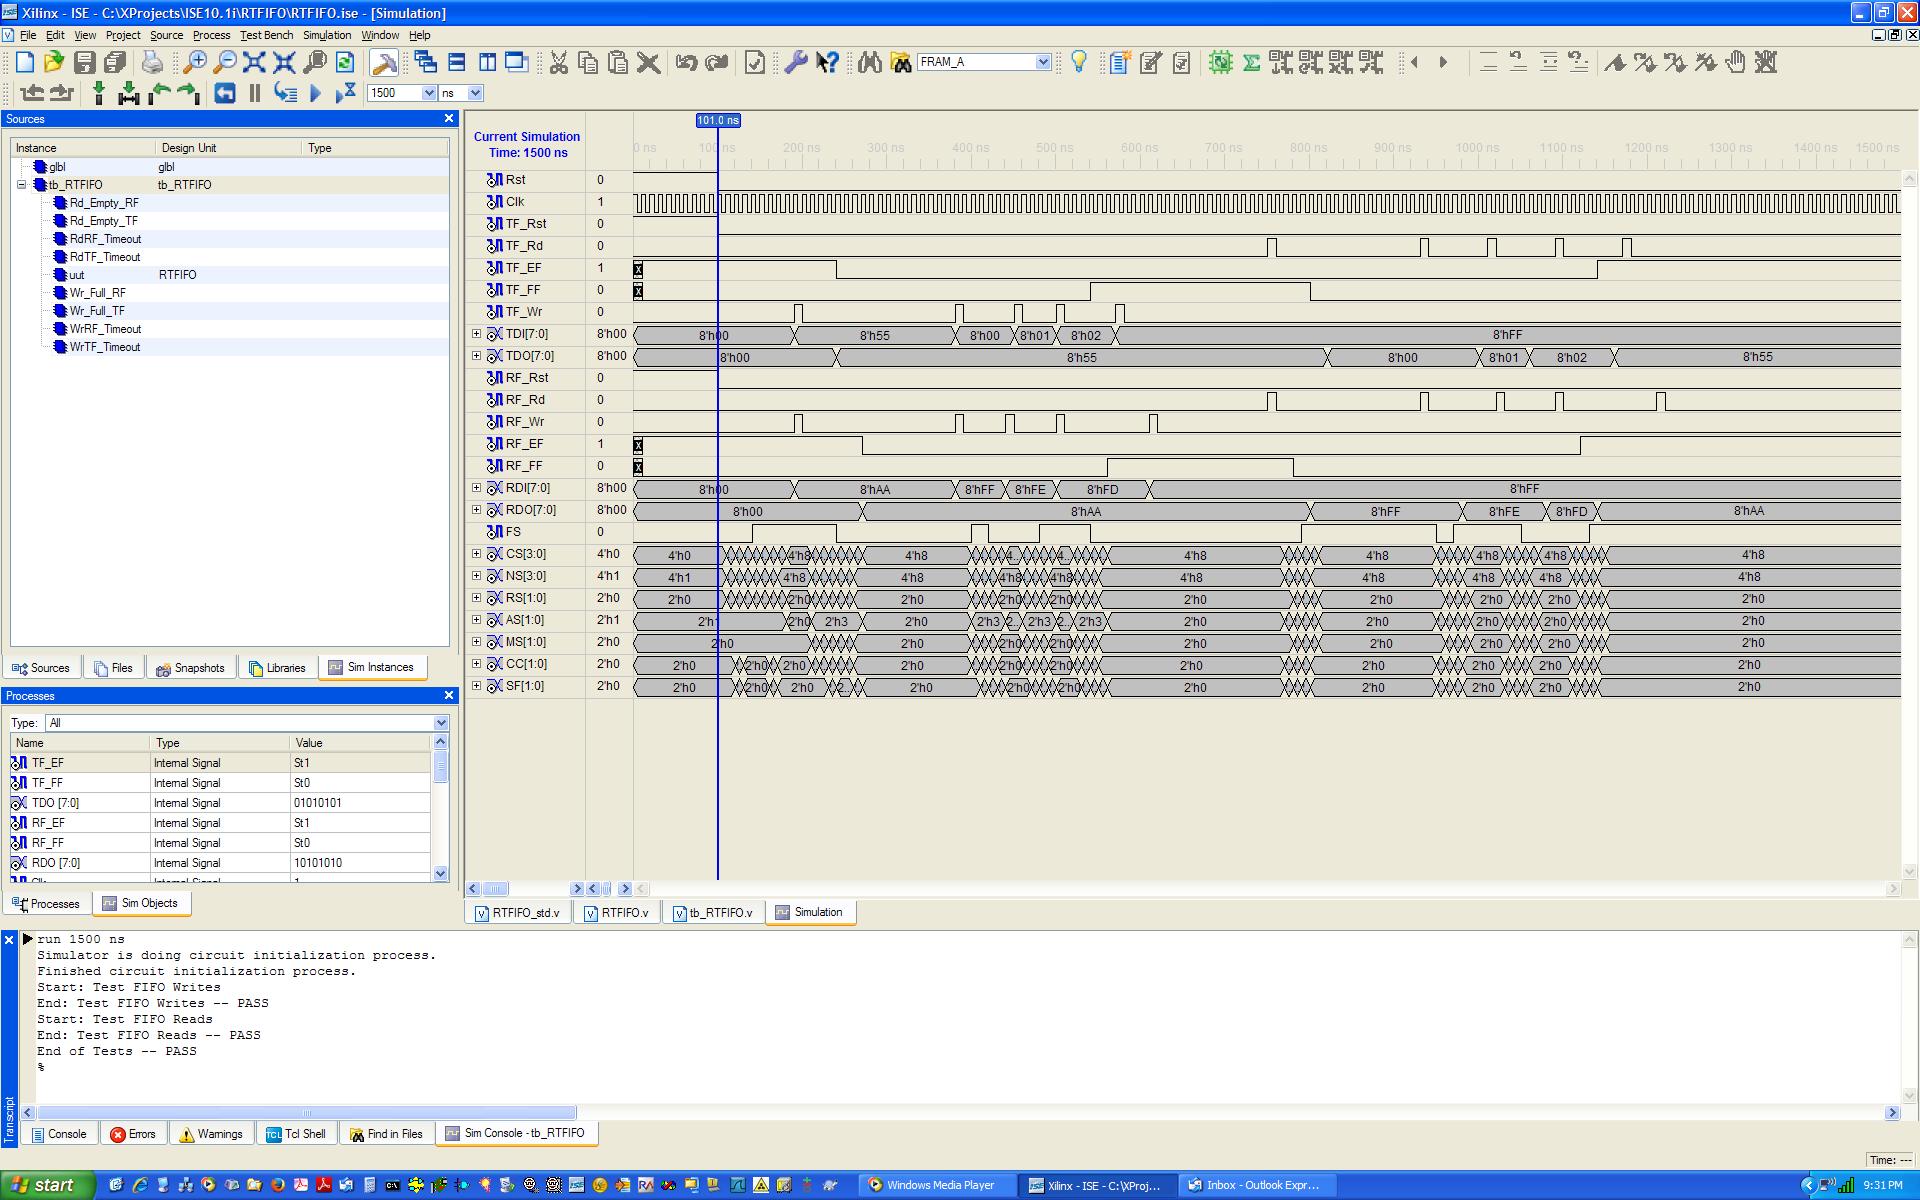 Xilinx - ISE - C:\XProjects\ISE10.1i\RTFIFO\RTFIFO.ise - [Simulation]
File Edit View Project Source Process Test Bench Simulation Window Help
FRAM_A
1500 ns
Sources
Instance Design Unit Type
glbl glbl
tb_RTFIFO tb_RTFIFO
Rd_Empty_RF
Rd_Empty_TF
RdRF_Timeout
RdTF_Timeout
uut RTFIFO
Wr_Full_RF
Wr_Full_TF
WrRF_Timeout
WrTF_Timeout
Sources Files Snapshots Libraries Sim Instances
Processes
Type: All
Name Type Value
TF_EF Internal Signal St1
TF_FF Internal Signal St0
TDO [7:0] Internal Signal 01010101
RF_EF Internal Signal St1
RF_FF Internal Signal St0
RDO [7:0] Internal Signal 10101010
Processes Sim Objects
101.0 ns
Current Simulation
Time: 1500 ns
0 ns 100 ns 200 ns 300 ns 400 ns 500 ns 600 ns 700 ns 800 ns 900 ns 1000 ns 1100 ns 1200 ns 1300 ns 1400 ns 1500 ns
Rst 0
Clk 1
TF_Rst 0
TF_Rd 0
TF_EF 1 X
TF_FF 0 X
TF_Wr 0
TDI[7:0] 8'h00 8'h00 8'h55 8'h00 8'h01 8'h02 8'hFF
TDO[7:0] 8'h00 8'h00 8'h55 8'h00 8'h01 8'h02 8'h55
RF_Rst 0
RF_Rd 0
RF_Wr 0
RF_EF 1 X
RF_FF 0 X
RDI[7:0] 8'h00 8'h00 8'hAA 8'hFF 8'hFE 8'hFD 8'hFF
RDO[7:0] 8'h00 8'h00 8'hAA 8'hFF 8'hFE 8'hFD 8'hAA
FS 0
CS[3:0] 4'h0 4'h0 4'h8 4'h8 4... 4... 4'h8 4'h8 4'h8 4'h8 4'h8
NS[3:0] 4'h1 4'h1 4'h8 4'h8 4'h8 4'h8 4'h8 4'h8 4'h8 4'h8 4'h8
RS[1:0] 2'h0 2'h0 2'h0 2'h0 2'h0 2'h0 2'h0 2'h0 2'h0 2'h0 2'h0
AS[1:0] 2'h1 2'h1 2'h0 2'h3 2'h0 2'h3 2... 2'h3 2... 2'h3 2'h0 2'h0 2'h0 2'h0 2'h0
MS[1:0] 2'h0 2'h0 2'h0 2'h0 2'h0 2'h0 2'h0 2'h0 2'h0 2'h0
CC[1:0] 2'h0 2'h0 2'h0 2'h0 2'h0 2'h0 2'h0 2'h0 2'h0 2'h0 2'h0 2'h0
SF[1:0] 2'h0 2'h0 2'h0 2'h0 2... 2'h0 2'h0 2'h0 2'h0 2'h0 2'h0 2'h0 2'h0
RTFIFO_std.v RTFIFO.v tb_RTFIFO.v Simulation
run 1500 ns
Simulator is doing circuit initialization process.
Finished circuit initialization process.
Start: Test FIFO Writes
End: Test FIFO Writes -- PASS
Start: Test FIFO Reads
End: Test FIFO Reads -- PASS
End of Tests -- PASS
%
Transcript
Console Errors Warnings Tcl Shell Find in Files Sim Console - tb_RTFIFO
Time: ---
start Windows Media Player Xilinx - ISE - C:\XProj... Inbox - Outlook Expr... 9:31 PM